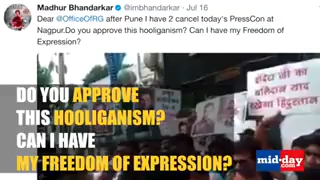 Madhur Bhandarkar @imbhandarkar · Jul 16
Dear @OfficeOfRG after Pune I have 2 cancel today's PressCon at
Nagpur.Do you approve this hooliganism? Can I have my Freedom of
Expression?
का
बलिदान याद
हिंदुस्तान
DO YOU APPROVE
THIS HOOLIGANISM?
CAN I HAVE
MY FREEDOM OF EXPRESSION?
mid-day.com